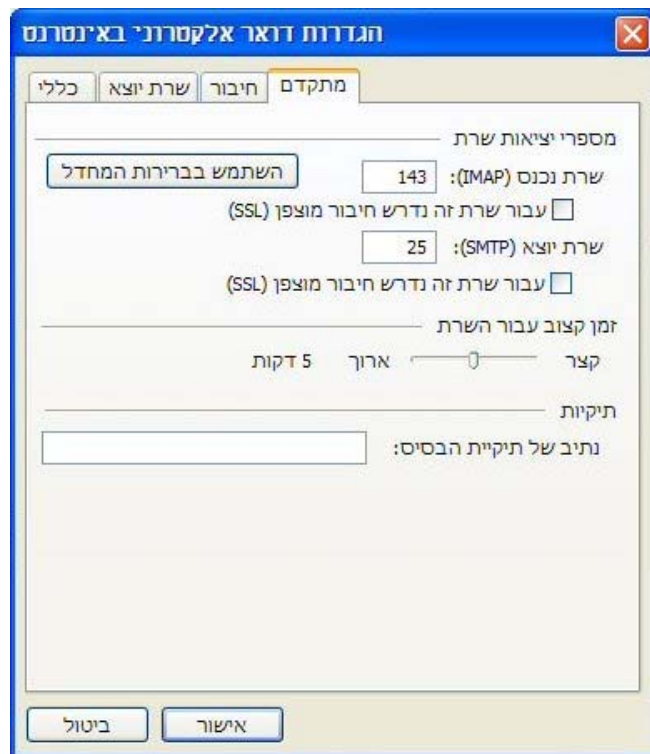 הגדרות דואר אלקטרוני באינטרנט
כללי שרת יוצא חיבור מתקדם
מספרי יציאות שרת
שרת נכנס (IMAP): 143 השתמש בברירות המחדל
עבור שרת זה נדרש חיבור מוצפן (SSL)
שרת יוצא (SMTP): 25
עבור שרת זה נדרש חיבור מוצפן (SSL)
זמן קצוב עבור השרת
קצר ארוך 5 דקות
תיקיות
נתיב של תיקיית הבסיס:
אישור ביטול